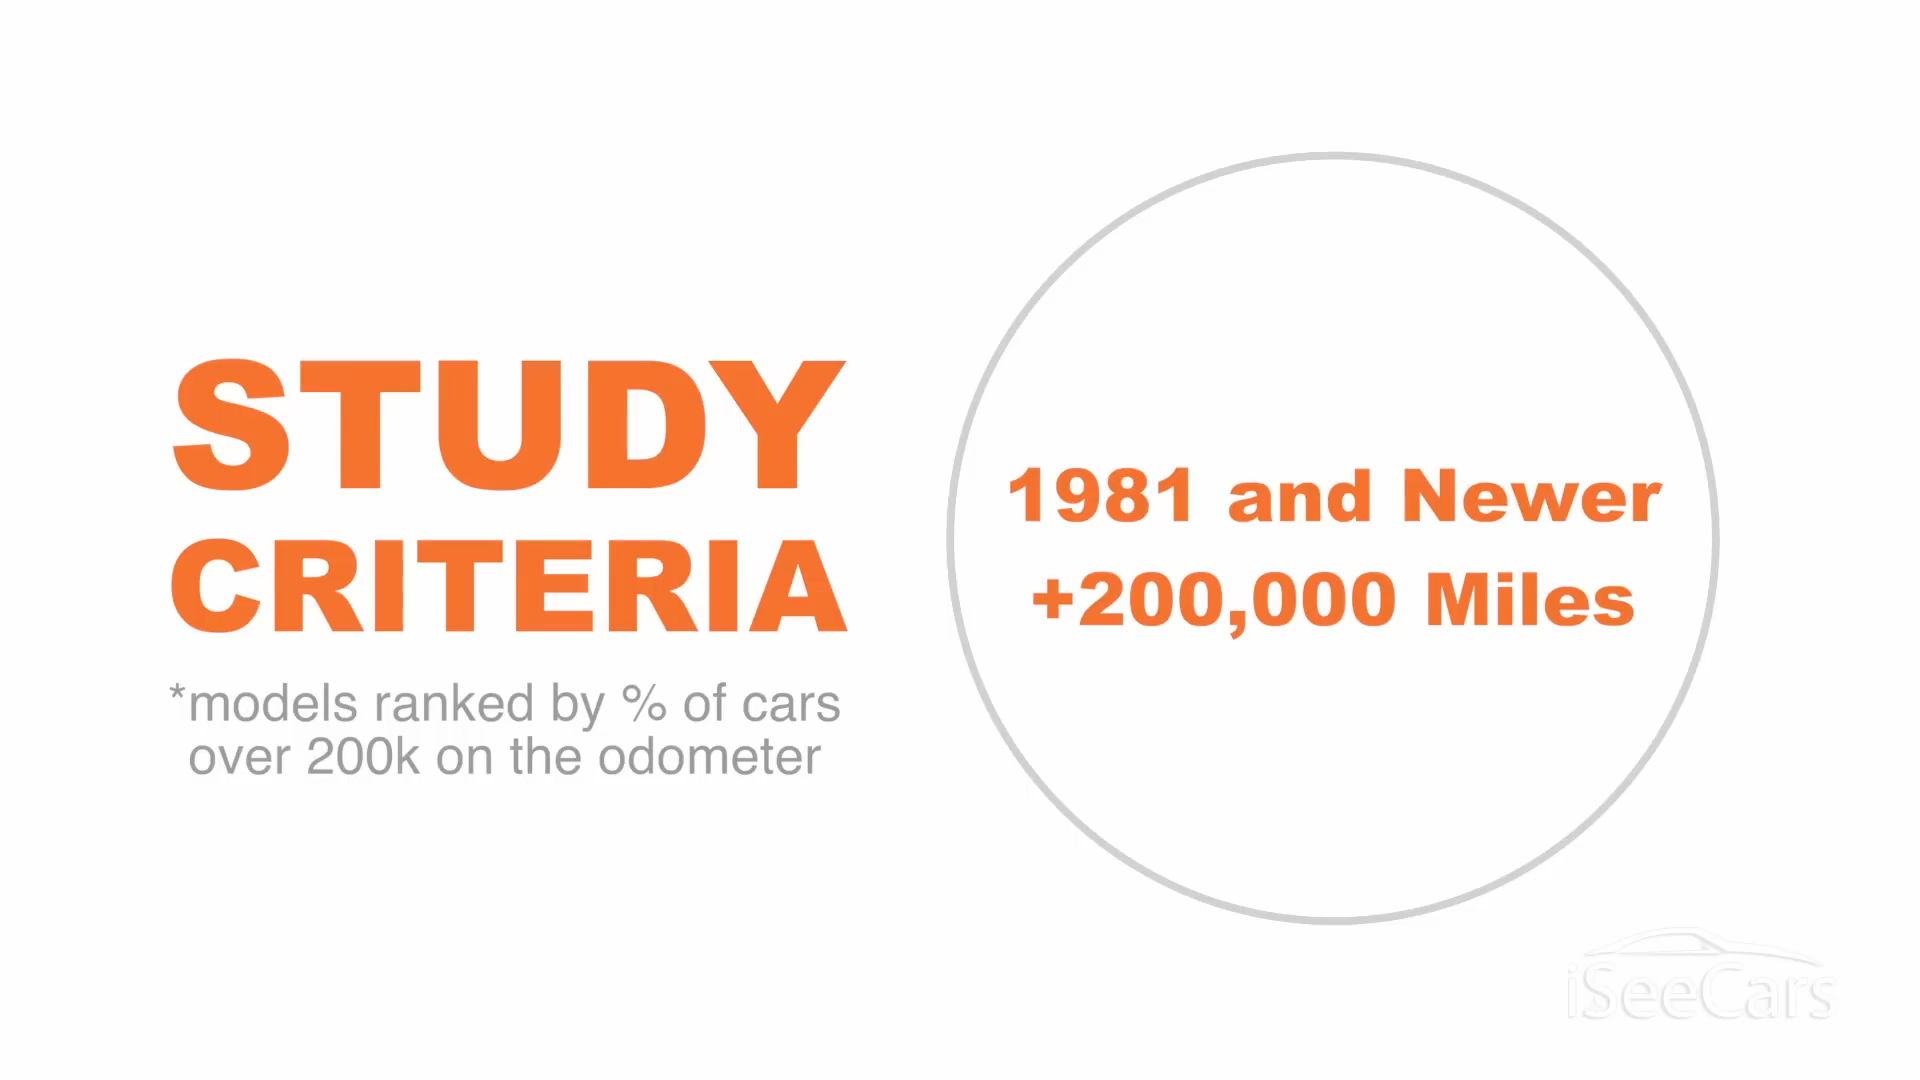 STUDY
CRITERIA
*models ranked by % of cars
over 200k on the odometer
1981 and Newer
+200,000 Miles
iSeeCars